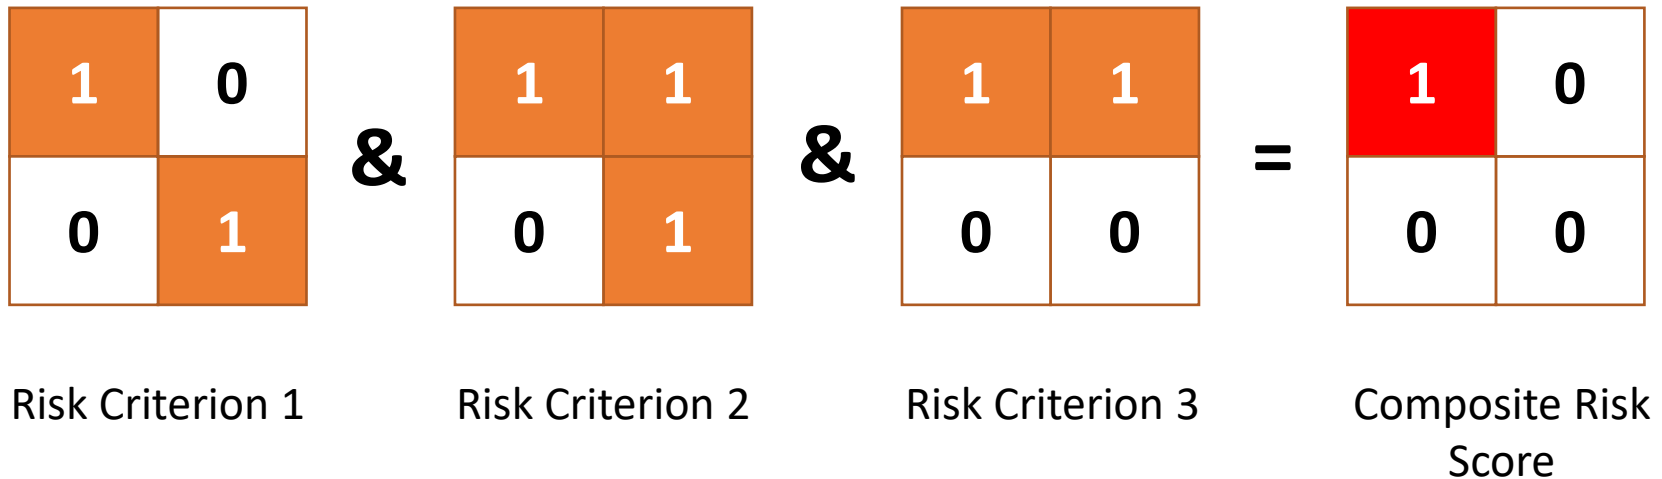 1 0 1 1 1 1 1 0
& & =
0 1 0 1 0 0 0 0
Risk Criterion 1 Risk Criterion 2 Risk Criterion 3 Composite Risk
Score